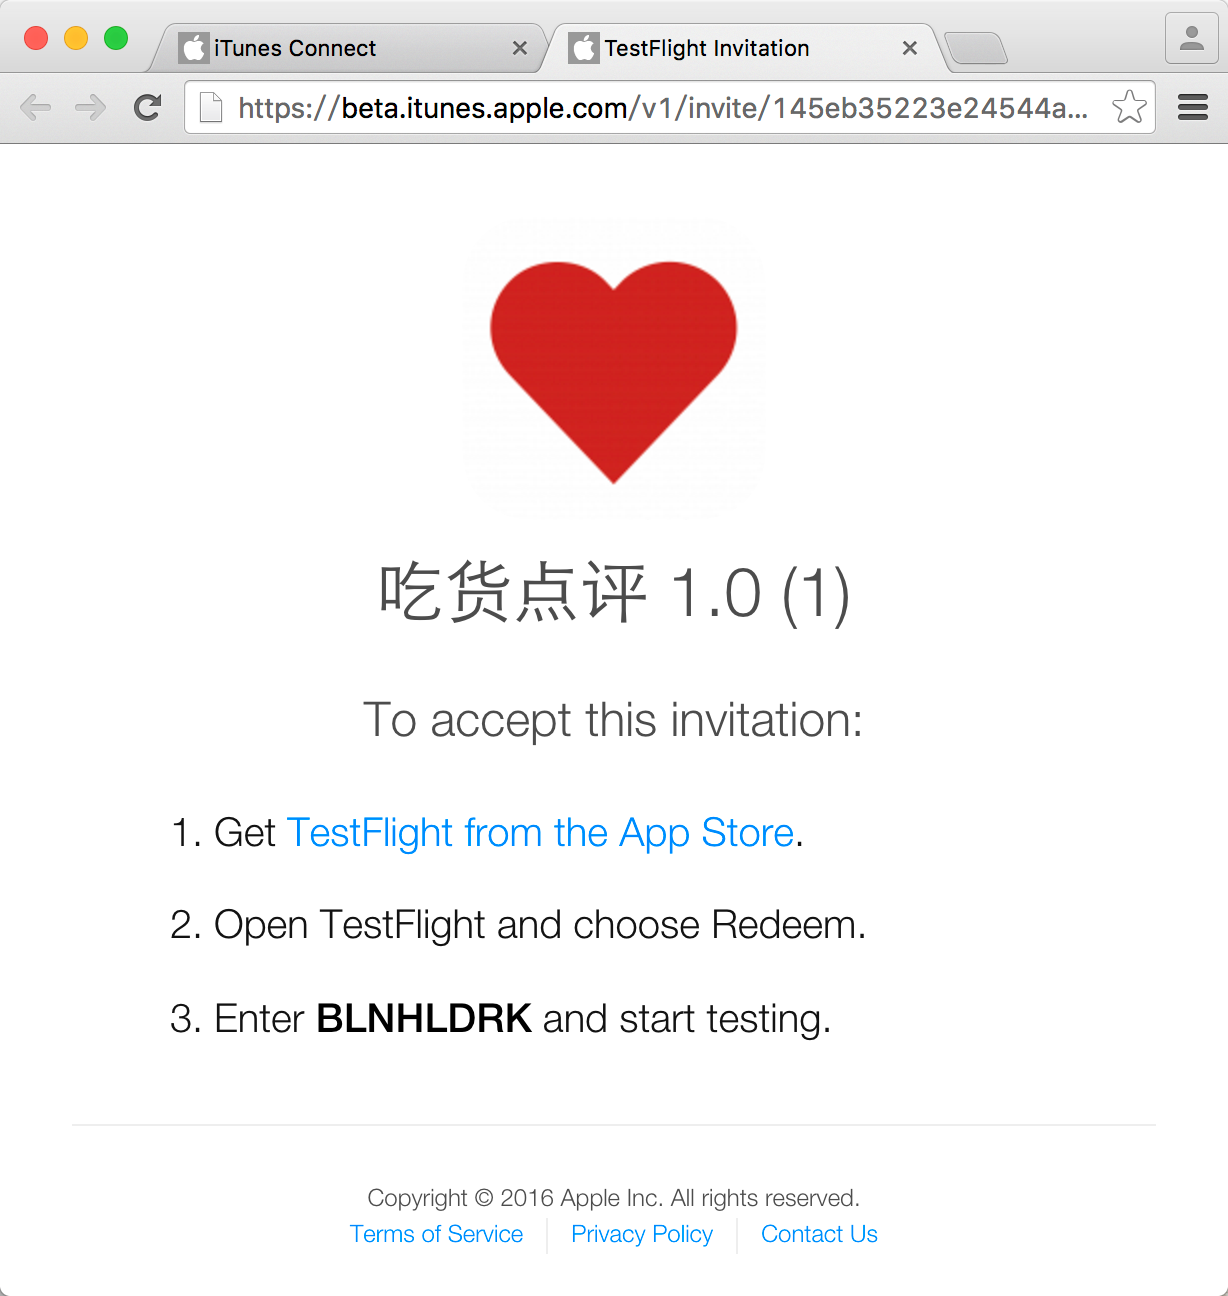 iTunes Connect
TestFlight Invitation
https://beta.itunes.apple.com/v1/invite/145eb35223e24544a...
吃货点评 1.0 (1)
To accept this invitation:
1. Get TestFlight from the App Store.
2. Open TestFlight and choose Redeem.
3. Enter BLNHLDRK and start testing.
Copyright © 2016 Apple Inc. All rights reserved.
Terms of Service
Privacy Policy
Contact Us